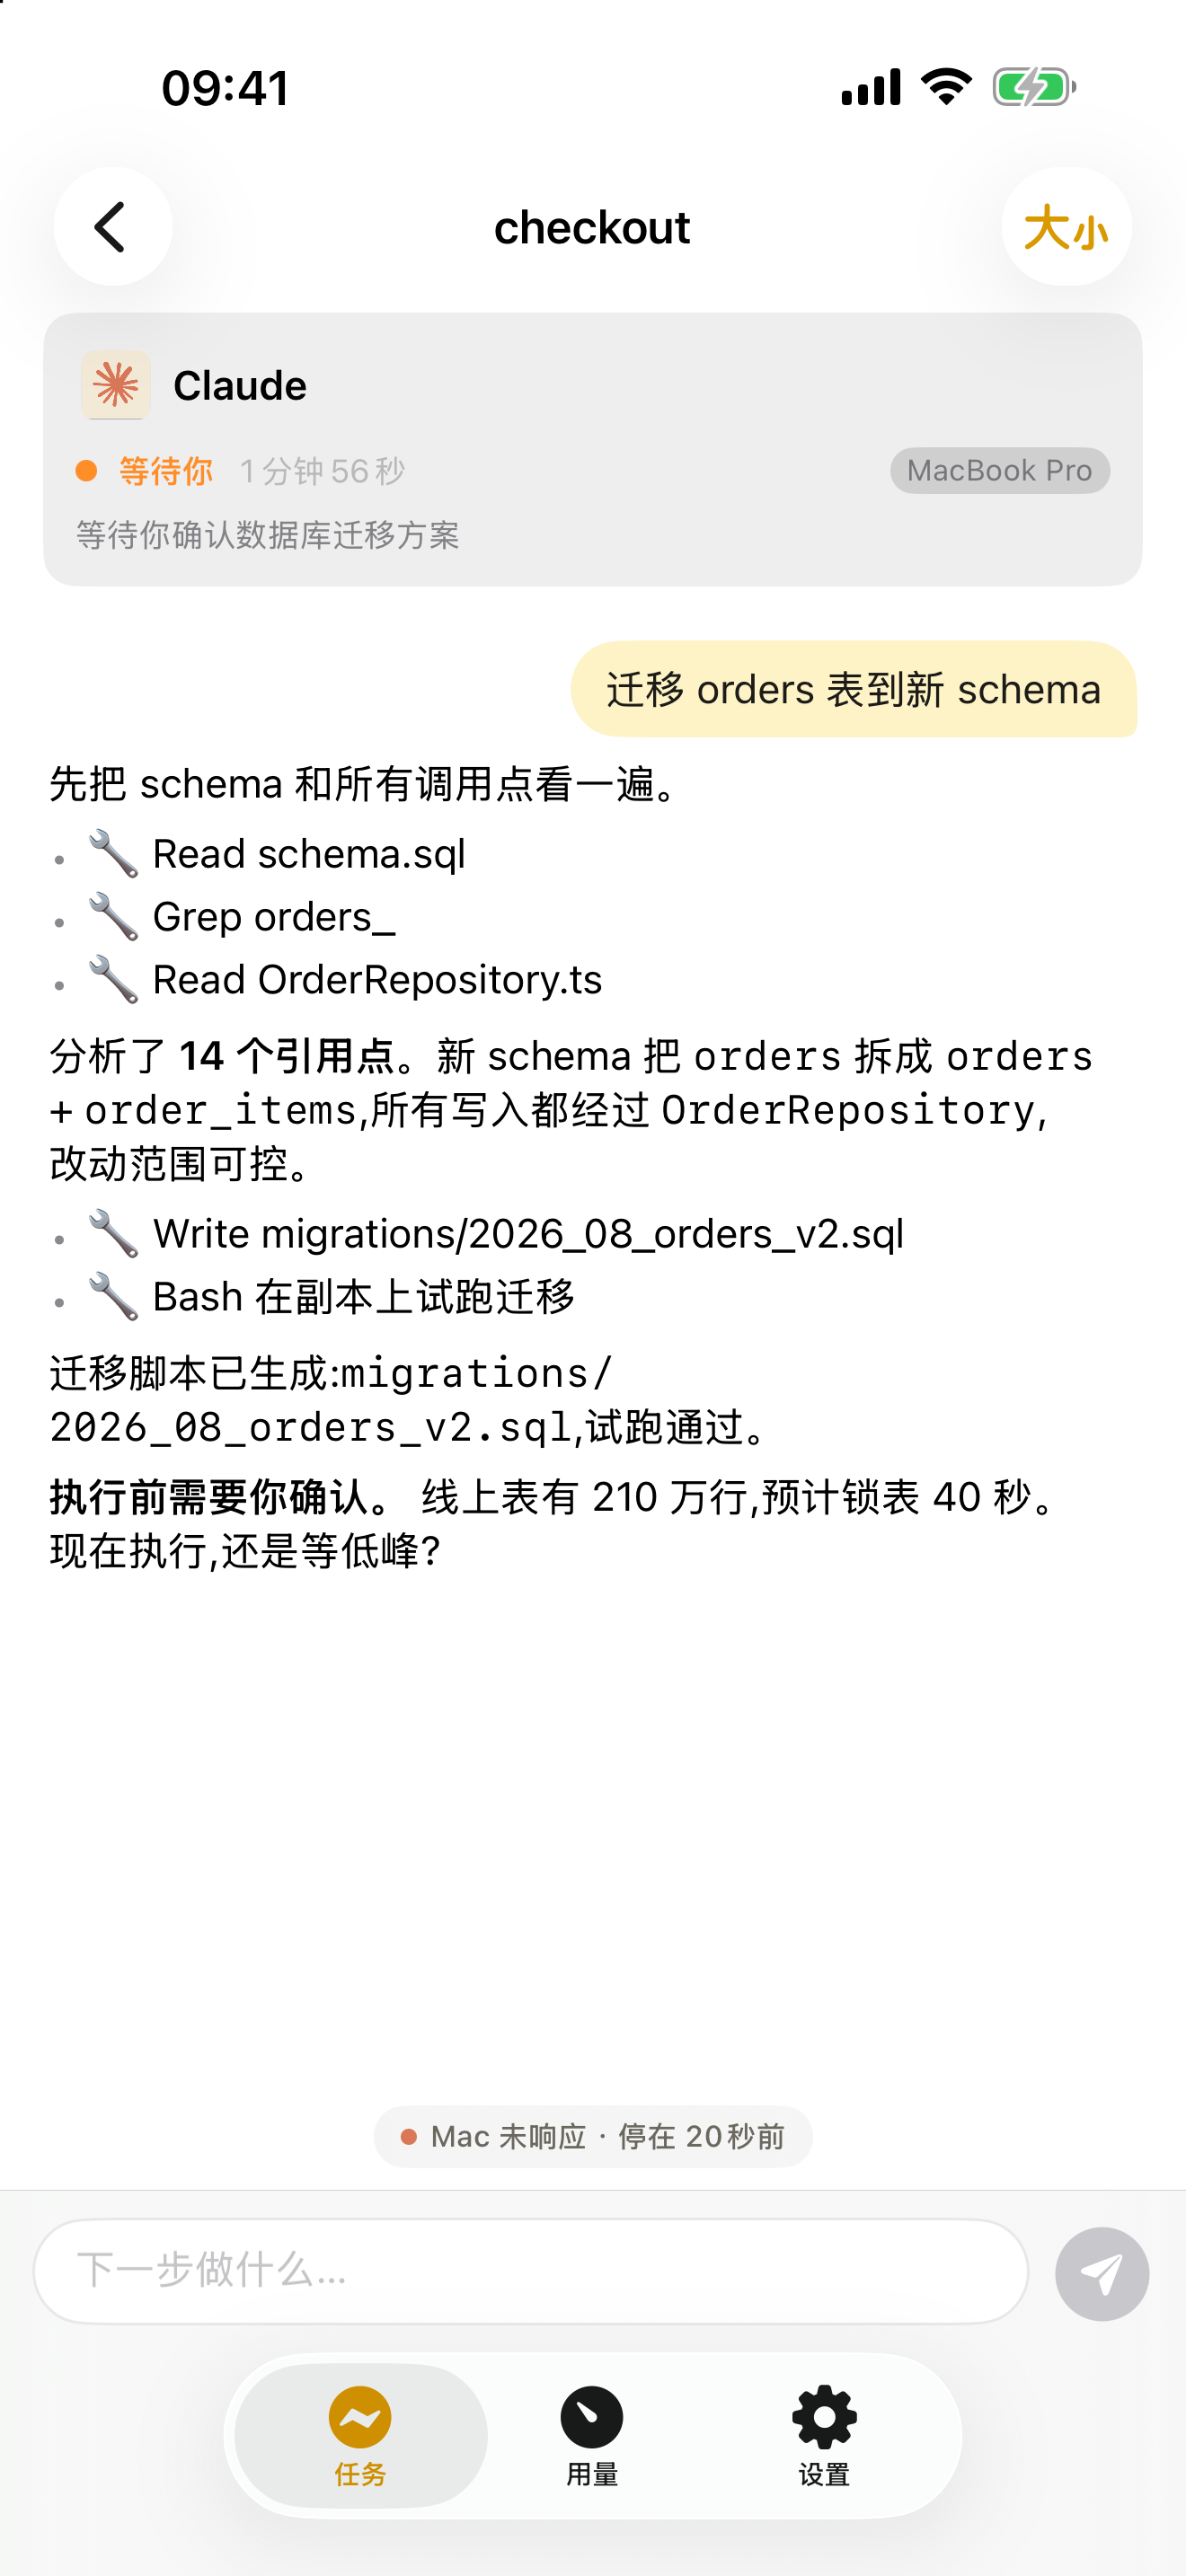 09:41
checkout
大小
Claude
等待你 1 分钟 56 秒
MacBook Pro
等待你确认数据库迁移方案
迁移 orders 表到新 schema
先把 schema 和所有调用点看一遍。
• 🔧 Read schema.sql
• 🔧 Grep orders_
• 🔧 Read OrderRepository.ts
分析了 14 个引用点。新 schema 把 orders 拆成 orders
+ order_items,所有写入都经过 OrderRepository,
改动范围可控。
• 🔧 Write migrations/2026_08_orders_v2.sql
• 🔧 Bash 在副本上试跑迁移
迁移脚本已生成:migrations/
2026_08_orders_v2.sql,试跑通过。
执行前需要你确认。 线上表有 210 万行,预计锁表 40 秒。
现在执行,还是等低峰?
Mac 未响应 · 停在 20秒前
下一步做什么...
任务
用量
设置